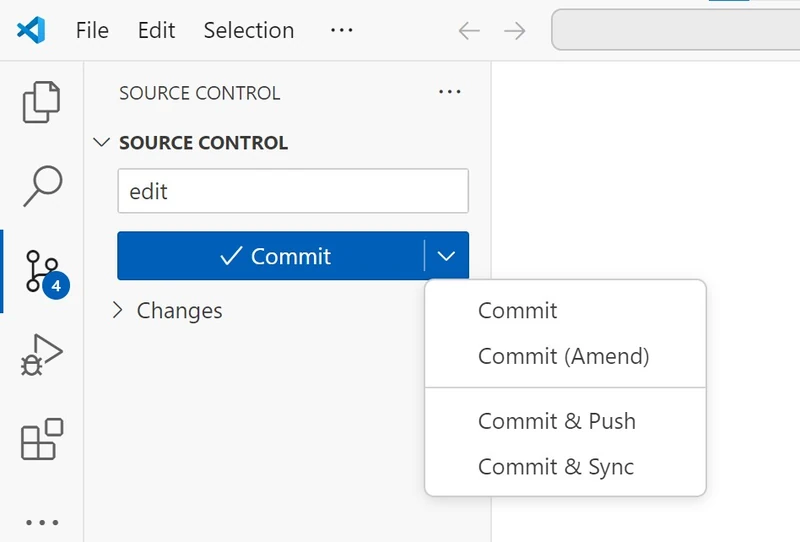 File Edit Selection ···
SOURCE CONTROL ···
SOURCE CONTROL
edit
Commit
4
Changes
Commit
Commit (Amend)
Commit & Push
Commit & Sync